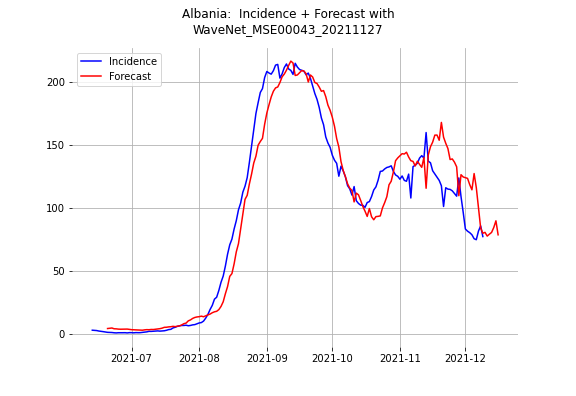 Albania:  Incidence + Forecast with
WaveNet_MSE00043_20211127
Incidence
Forecast
200
150
100
50
0
2021-07
2021-08
2021-09
2021-10
2021-11
2021-12